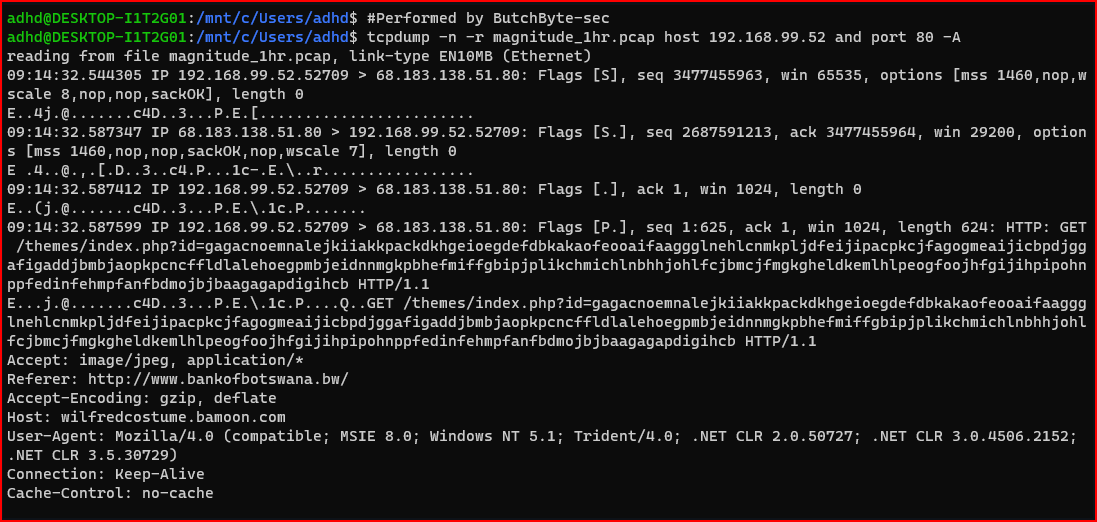 adhd@DESKTOP-I1T2G01:/mnt/c/Users/adhd$ #Performed by ButchByte-sec
adhd@DESKTOP-I1T2G01:/mnt/c/Users/adhd$ tcpdump -n -r magnitude_1hr.pcap host 192.168.99.52 and port 80 -A
reading from file magnitude_1hr.pcap, link-type EN10MB (Ethernet)
09:14:32.544305 IP 192.168.99.52.52709 > 68.183.138.51.80: Flags [S], seq 3477455963, win 65535, options [mss 1460,nop,w
scale 8,nop,nop,sackOK], length 0
E..4j.@.......c4D..3...P.E.[........................
09:14:32.587347 IP 68.183.138.51.80 > 192.168.99.52.52709: Flags [S.], seq 2687591213, ack 3477455964, win 29200, option
s [mss 1460,nop,nop,sackOK,nop,wscale 7], length 0
E .4..@.,.[.D..3..c4.P...1c-.E.\..r.................
09:14:32.587412 IP 192.168.99.52.52709 > 68.183.138.51.80: Flags [.], ack 1, win 1024, length 0
E..(j.@.......c4D..3...P.E.\.1c.P.......
09:14:32.587599 IP 192.168.99.52.52709 > 68.183.138.51.80: Flags [P.], seq 1:625, ack 1, win 1024, length 624: HTTP: GET
 /themes/index.php?id=gagacnoemnalejkiiakkpackdkhgeioegdefdbkakaofeooaifaaggglnehlcnmkpljdfeijipacpkcjfagogmeaijicbpdjgg
afigaddjbmbjaopkpcncffldlalehoegpmbjeidnnmgkpbhefmiffgbipjplikchmichlnbhhjohlfcjbmcjfmgkgheldkemlhlpeogfoojhfgijihpipohn
ppfedinfehmpfanfbdmojbjbaagagapdigihcb HTTP/1.1
E...j.@.......c4D..3...P.E.\.1c.P....Q..GET /themes/index.php?id=gagacnoemnalejkiiakkpackdkhgeioegdefdbkakaofeooaifaaggg
lnehlcnmkpljdfeijipacpkcjfagogmeaijicbpdjggafigaddjbmbjaopkpcncffldlalehoegpmbjeidnnmgkpbhefmiffgbipjplikchmichlnbhhjohl
fcjbmcjfmgkgheldkemlhlpeogfoojhfgijihpipohnppfedinfehmpfanfbdmojbjbaagagapdigihcb HTTP/1.1
Accept: image/jpeg, application/*
Referer: http://www.bankofbotswana.bw/
Accept-Encoding: gzip, deflate
Host: wilfredcostume.bamoon.com
User-Agent: Mozilla/4.0 (compatible; MSIE 8.0; Windows NT 5.1; Trident/4.0; .NET CLR 2.0.50727; .NET CLR 3.0.4506.2152;
.NET CLR 3.5.30729)
Connection: Keep-Alive
Cache-Control: no-cache